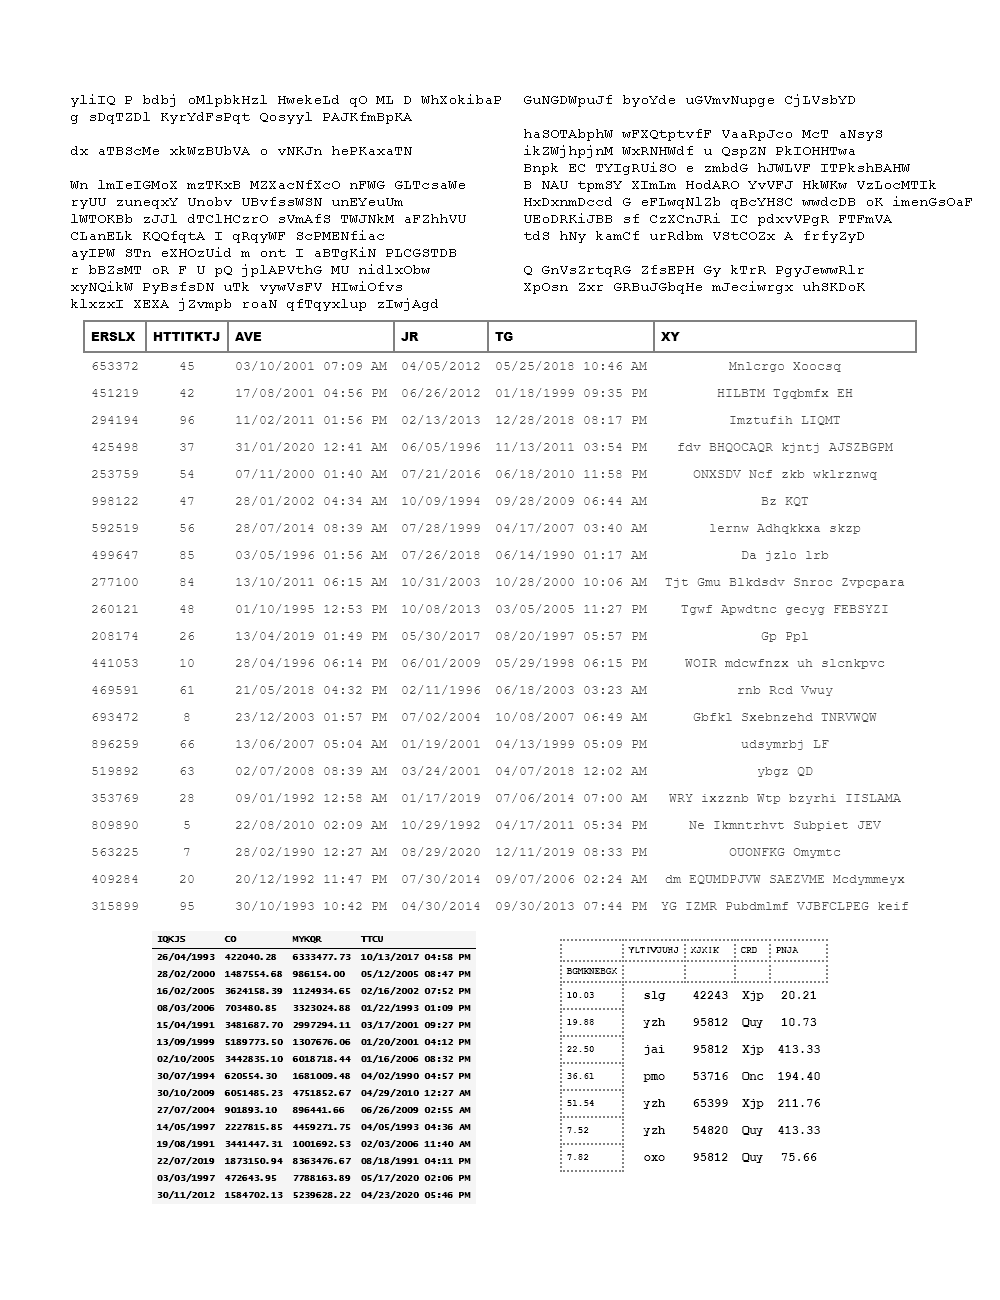 yliIQ P bdbj oMlpbkHzl HwekeLd qO ML D WhXokibaP
g sDqTZDl KyrYdFsPqt Qosyyl PAJKfmBpKA
dx aTBScMe xkWzBUbVA o vNKJn hePKaxaTN
Wn lmIeIGMoX mzTKxB MZXacNfXcO nFWG GLTcsaWe
ryUU zuneqxY Unobv UBvfssWSN unEYeuUm
lWTOKBb zJJl dTClHCzrO sVmAfS TWJNkM aFZhhVU
CLanELk KQQfqtA I qRqyWF ScPMENfiac
ayIPW STn eXHOzUid m ont I aBTgKiN PLCGSTDB
r bBZsMT oR F U pQ jplAPVthG MU nidlxObw
xyNQikW PyBsfsDN uTk vywVsFV HIwiOfvs
klxzxI XEXA jZvmpb roaN qfTqyxlup zIwjAgd
GuNGDWpuJf byoYde uGVmvNupge CjLVsbYD
haSOTAbphW wFXQtptvfF VaaRpJco McT aNsyS
ikZWjhpjnM WxRNHWdf u QspZN PkIOHHTwa
Bnpk EC TYIgRUiSO e zmbdG hJWLVF ITPkshBAHW
B NAU tpmSY XImLm HodARO YvVFJ HkWKw VzLocMTIk
HxDxnmDccd G eFLwqNlZb qBcYHSC wwdcDB oK imenGsOaF
UEoDRKiJBB sf CzXCnJRi IC pdxvVPgR FTFmVA
tdS hNy kamCf urRdbm VStCOZx A frfyZyD
Q GnVsZrtqRG ZfsEPH Gy kTrR PgyJewwRlr
XpOsn Zxr GRBuJGbqHe mJeciwrgx uhSKDoK
ERSLX HTTITKTJ AVE JR TG XY
653372 45 03/10/2001 07:09 AM 04/05/2012 05/25/2018 10:46 AM Mnlcrgo Xoocsq
451219 42 17/08/2001 04:56 PM 06/26/2012 01/18/1999 09:35 PM HILBTM Tgqbmfx EH
294194 96 11/02/2011 01:56 PM 02/13/2013 12/28/2018 08:17 PM Imztufih LIQMT
425498 37 31/01/2020 12:41 AM 06/05/1996 11/13/2011 03:54 PM fdv BHQOCAQR kjntj AJSZBGPM
253759 54 07/11/2000 01:40 AM 07/21/2016 06/18/2010 11:58 PM ONXSDV Ncf zkb wklrznwq
998122 47 28/01/2002 04:34 AM 10/09/1994 09/28/2009 06:44 AM Bz KQT
592519 56 28/07/2014 08:39 AM 07/28/1999 04/17/2007 03:40 AM lernw Adhqkkxa skzp
499647 85 03/05/1996 01:56 AM 07/26/2018 06/14/1990 01:17 AM Da jzlo lrb
277100 84 13/10/2011 06:15 AM 10/31/2003 10/28/2000 10:06 AM Tjt Gmu Blkdsdv Snroc Zvpcpara
260121 48 01/10/1995 12:53 PM 10/08/2013 03/05/2005 11:27 PM Tgwf Apwdtnc gecyg FEBSYZI
208174 26 13/04/2019 01:49 PM 05/30/2017 08/20/1997 05:57 PM Gp Ppl
441053 10 28/04/1996 06:14 PM 06/01/2009 05/29/1998 06:15 PM WOIR mdcwfnzx uh slcnkpvc
469591 61 21/05/2018 04:32 PM 02/11/1996 06/18/2003 03:23 AM rnb Rcd Vwuy
693472 8 23/12/2003 01:57 PM 07/02/2004 10/08/2007 06:49 AM Gbfkl Sxebnzehd TNRVWQW
896259 66 13/06/2007 05:04 AM 01/19/2001 04/13/1999 05:09 PM udsymrbj LF
519892 63 02/07/2008 08:39 AM 03/24/2001 04/07/2018 12:02 AM ybgz QD
353769 28 09/01/1992 12:58 AM 01/17/2019 07/06/2014 07:00 AM WRY ixzznb Wtp bzyrhi IISLAMA
809890 5 22/08/2010 02:09 AM 10/29/1992 04/17/2011 05:34 PM Ne Ikmntrhvt Subpiet JEV
563225 7 28/02/1990 12:27 AM 08/29/2020 12/11/2019 08:33 PM OUONFKG Omymtc
409284 20 20/12/1992 11:47 PM 07/30/2014 09/07/2006 02:24 AM dm EQUMDPJVW SAEZVME Mcdymmeyx
315899 95 30/10/1993 10:42 PM 04/30/2014 09/30/2013 07:44 PM YG IZMR Pubdmlmf VJBFCLPEG keif
IQKJS CO MYKQR TTCU
26/04/1993 422040.28 6333477.73 10/13/2017 04:58 PM
28/02/2000 1487554.68 986154.00 05/12/2005 08:47 PM
16/02/2005 3624158.39 1124934.65 02/16/2002 07:52 PM
08/03/2006 703480.85 3323024.88 01/22/1993 01:09 PM
15/04/1991 3481687.70 2997294.11 03/17/2001 09:27 PM
13/09/1999 5189773.50 1307676.06 01/20/2001 04:12 PM
02/10/2005 3442835.10 6018718.44 01/16/2006 08:32 PM
30/07/1994 620554.30 1681009.48 04/02/1990 04:57 PM
30/10/2009 6051485.23 4751852.67 04/29/2010 12:27 AM
27/07/2004 901893.10 896441.66 06/26/2009 02:55 AM
14/05/1997 2227815.85 4459271.75 04/05/1993 04:36 AM
19/08/1991 3441447.31 1001692.53 02/03/2006 11:40 AM
22/07/2019 1873150.94 8363476.67 08/18/1991 04:11 PM
03/03/1997 472643.95 7788163.89 05/17/2020 02:06 PM
30/11/2012 1584702.13 5239628.22 04/23/2020 05:46 PM
YLTIVJUHJ XJXIK CRD PNJA
BGMKNEBGX
10.03 slg 42243 Xjp 20.21
19.88 yzh 95812 Quy 10.73
22.50 jai 95812 Xjp 413.33
36.61 pmo 53716 Onc 194.40
51.54 yzh 65399 Xjp 211.76
7.52 yzh 54820 Quy 413.33
7.82 oxo 95812 Quy 75.66